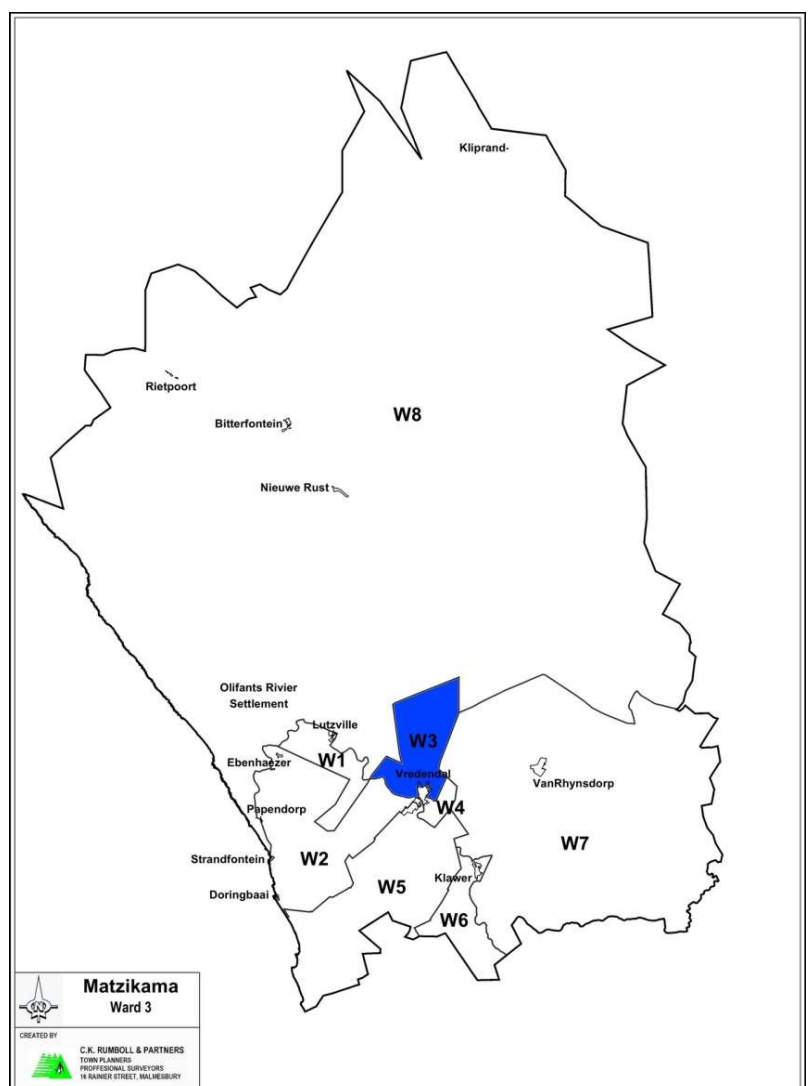 Kliprand-
Rietpoort
Bitterfontein
W8
Nieuwe Rust
Olifants Rivier
Settlement
Lutzville
W3
Ebenhaezer
W1
Vredendal
VanRhynsdorp
Papendorp
W4
W7
Strandfontein
W2
Klawer
W5
Doringbaai
W6
N
Matzikama
Ward 3
CREATED BY
C.K. RUMBOLL & PARTNERS
TOWN PLANNERS
PROFFESIONAL SURVEYORS
16 RAINIER STREET, MALMESBURY